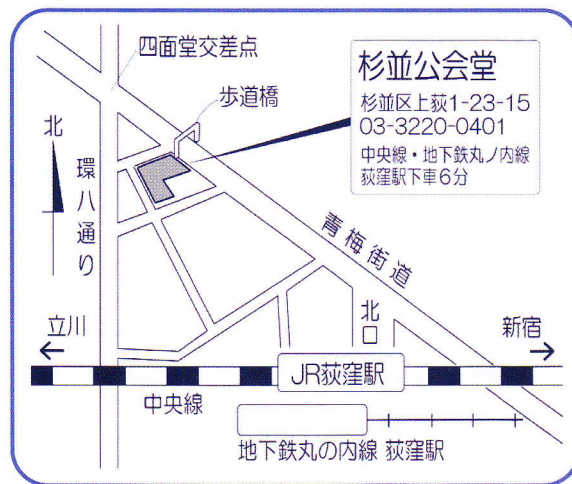 四面堂交差点
歩道橋
杉並公会堂
杉並区上荻1-23-15
03-3220-0401
中央線・地下鉄丸ノ内線
荻窪駅下車6分
北
環八通り
青梅街道
北口
立川
新宿
JR荻窪駅
中央線
地下鉄丸の内線 荻窪駅